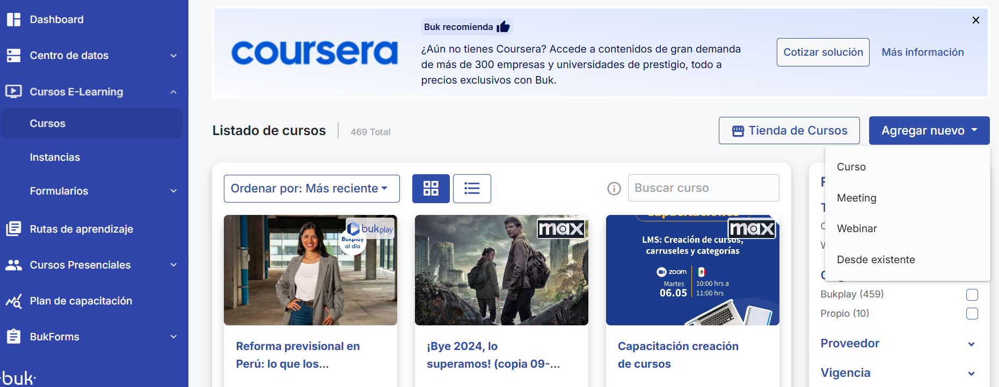 Dashboard
Centro de datos
Cursos E-Learning
Cursos
Instancias
Formularios
Rutas de aprendizaje
Cursos Presenciales
Plan de capacitación
BukForms
buk
coursera
Buk recomienda
¿Aún no tienes Coursera? Accede a contenidos de gran demanda
de más de 300 empresas y universidades de prestigio, todo a
precios exclusivos con Buk.
Cotizar solución
Más información
Listado de cursos
469 Total
Tienda de Cursos
Agregar nuevo
Curso
Meeting
Webinar
Desde existente
Ordenar por: Más reciente
Buscar curso
buk play
Bukplay
al día
Reforma previsional en
Perú: lo que los...
max
¡Bye 2024, lo
superamos! (copia 09-...
max
LMS: Creación de cursos,
carruseles y categorías
zoom
Martes
06.05
10:00 hrs a
11:00 hrs
Capacitación creación
de cursos
Bukplay (459)
Propio (10)
Proveedor
Vigencia